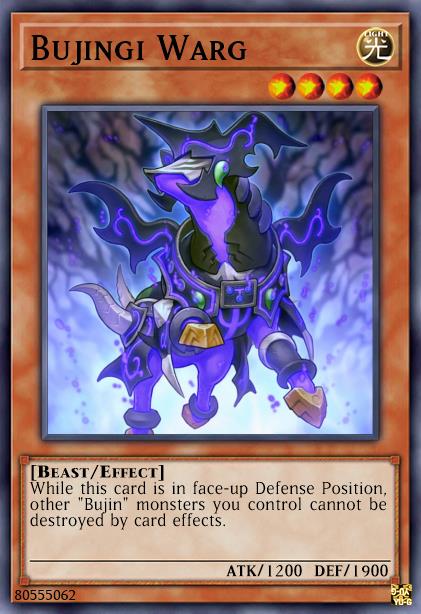 BUJINGI WARG
LIGHT
光
[BEAST/EFFECT]
While this card is in face-up Defense Position,
other "Bujin" monsters you control cannot be
destroyed by card effects.
ATK/1200 DEF/1900
80555062